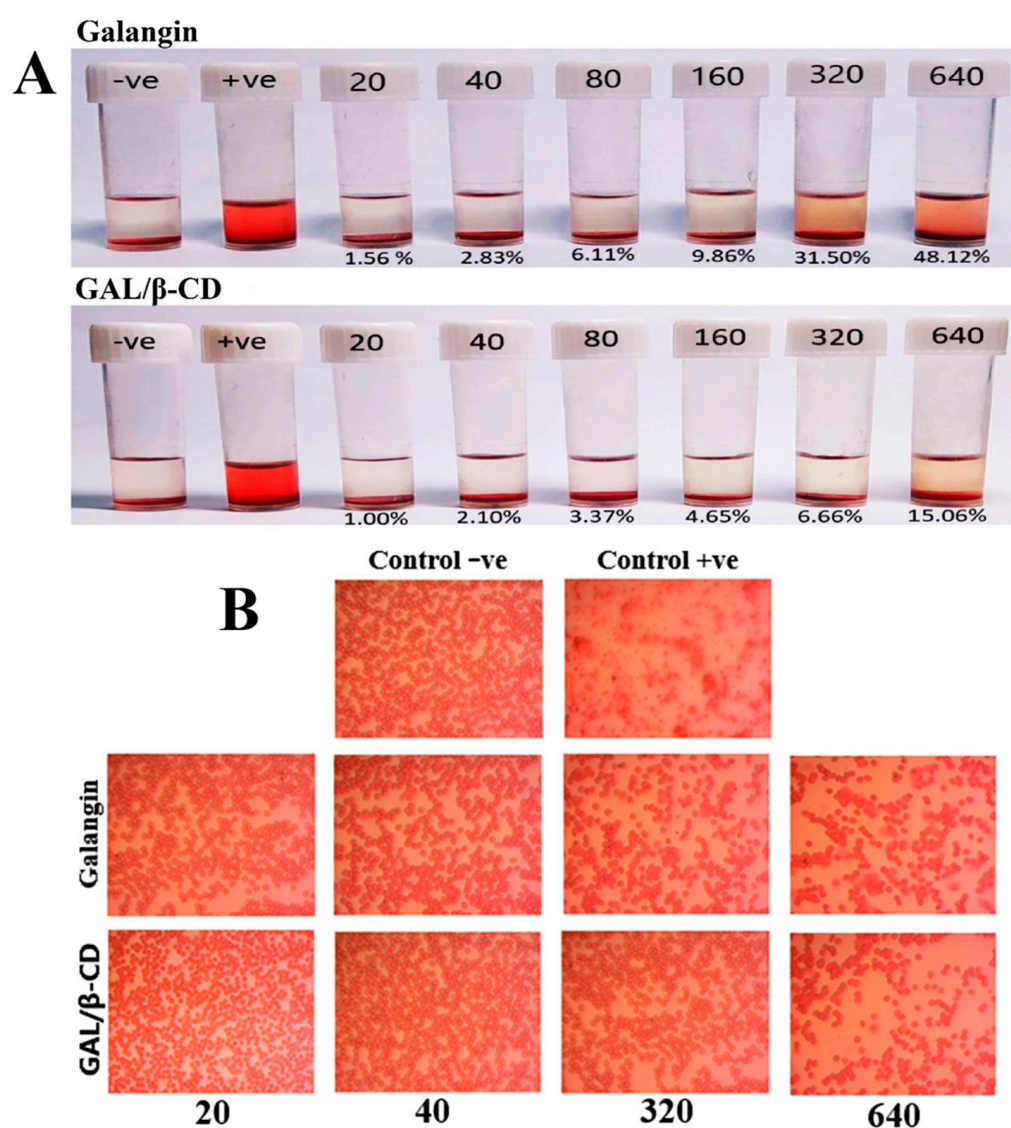 Galangin
A
-ve +ve 20 40 80 160 320 640
1.56 % 2.83% 6.11% 9.86% 31.50% 48.12%
GAL/β-CD
-ve +ve 20 40 80 160 320 640
1.00% 2.10% 3.37% 4.65% 6.66% 15.06%
Control −ve Control +ve
B
Galangin
GAL/β-CD
20 40 320 640